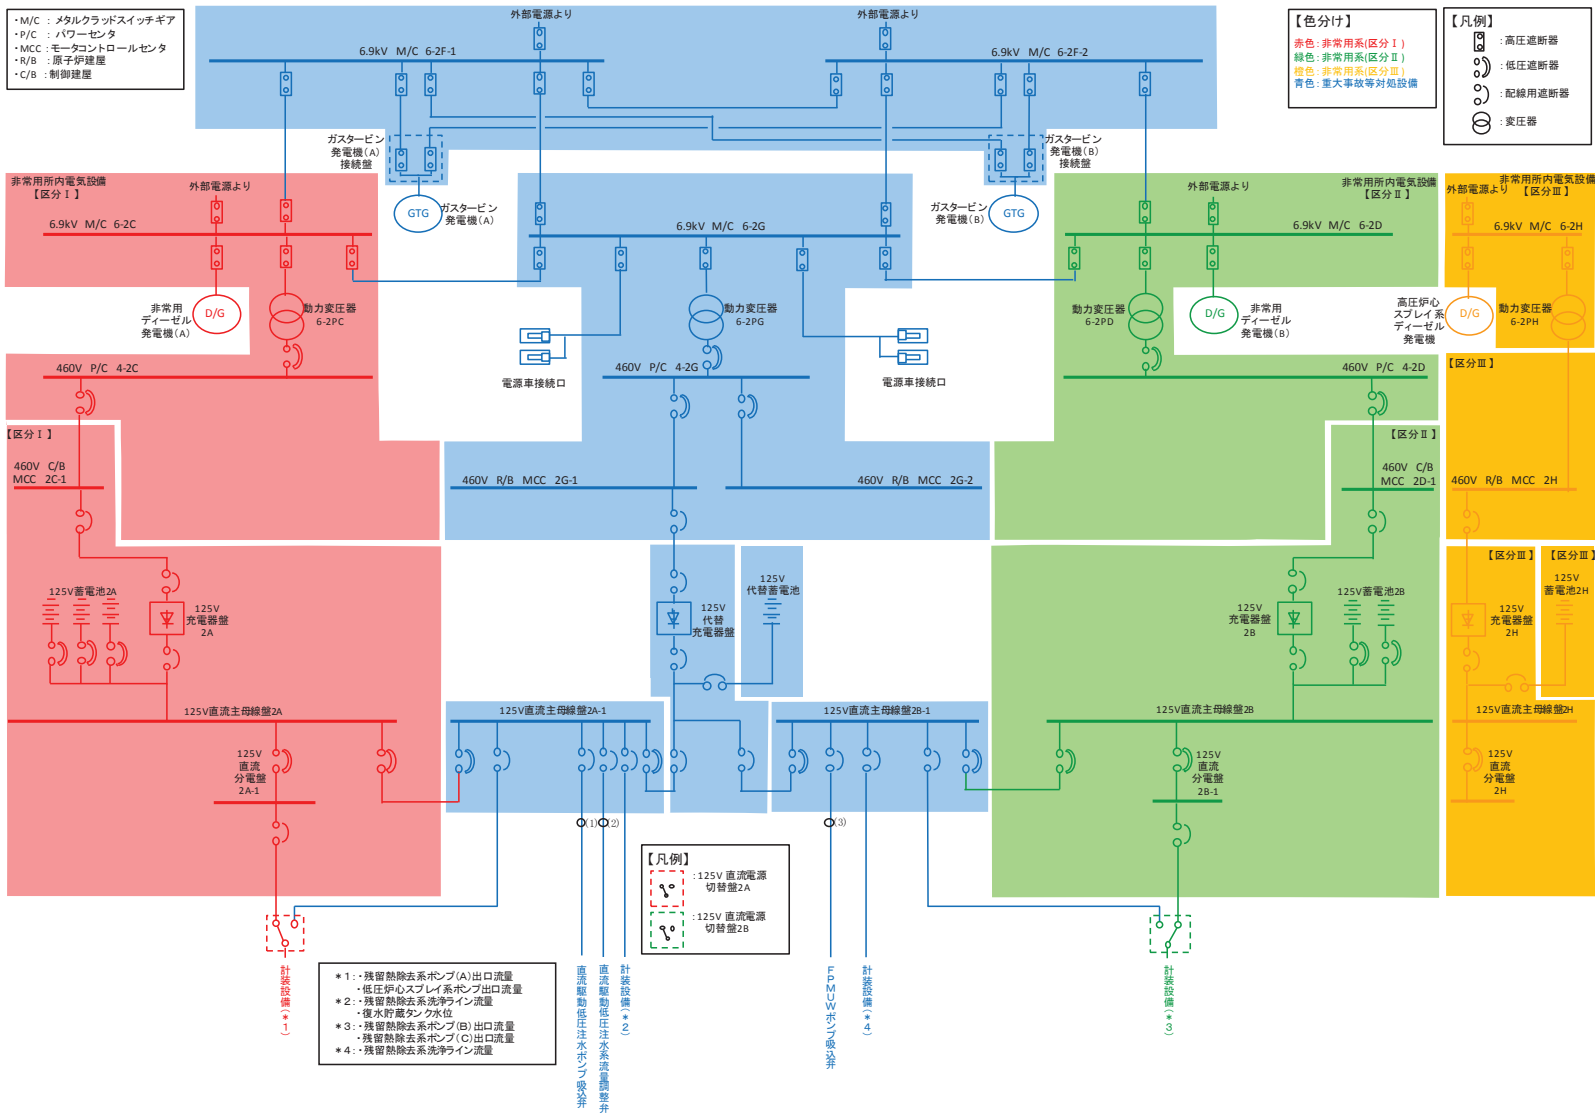 ・M/C : メタルクラッドスイッチギア
・P/C : パワーセンタ
・MCC : モータコントロールセンタ
・R/B : 原子炉建屋
・C/B : 制御建屋
外部電源より
外部電源より
6.9kV M/C 6-2F-1
6.9kV M/C 6-2F-2
【色分け】
赤色:非常用系(区分Ⅰ)
緑色:非常用系(区分Ⅱ)
橙色:非常用系(区分Ⅲ)
青色:重大事故等対処設備
【凡例】
:高圧遮断器
:低圧遮断器
:配線用遮断器
:変圧器
ガスタービン
発電機(A)
接続盤
ガスタービン
発電機(B)
接続盤
非常用所内電気設備
【区分Ⅰ】
外部電源より
6.9kV M/C 6-2C
GTG
ガスタービン
発電機(A)
6.9kV M/C 6-2G
ガスタービン
発電機(B)
GTG
外部電源より
非常用所内電気設備
【区分Ⅱ】
6.9kV M/C 6-2D
非常用所内電気設備
【区分Ⅲ】
外部電源より
6.9kV M/C 6-2H
非常用
ディーゼル
発電機(A)
D/G
動力変圧器
6-2PC
動力変圧器
6-2PG
動力変圧器
6-2PD
D/G
非常用
ディーゼル
発電機(B)
高圧炉心
スプレイ系
ディーゼル
発電機
D/G
動力変圧器
6-2PH
460V P/C 4-2C
電源車接続口
460V P/C 4-2G
電源車接続口
460V P/C 4-2D
【区分Ⅲ】
【区分Ⅰ】
460V C/B
MCC 2C-1
460V R/B MCC 2G-1
460V R/B MCC 2G-2
【区分Ⅱ】
460V C/B
MCC 2D-1
460V R/B MCC 2H
125V蓄電池2A
125V
充電器盤
2A
125V
代替
充電器盤
125V
代替蓄電池
125V
充電器盤
2B
125V蓄電池2B
【区分Ⅲ】
125V
充電器盤
2H
【区分Ⅲ】
125V
蓄電池2H
125V直流主母線盤2A
125V直流主母線盤2A-1
125V直流主母線盤2B-1
125V直流主母線盤2B
125V直流主母線盤2H
125V
直流
分電盤
2A-1
125V
直流
分電盤
2B-1
125V
直流
分電盤
2H
(1)
(2)
(3)
【凡例】
:125V 直流電源
切替盤2A
:125V 直流電源
切替盤2B
計装設備(*1)
*1:・残留熱除去系ポンプ(A)出口流量
・低圧炉心スプレイ系ポンプ出口流量
*2:・残留熱除去系洗浄ライン流量
・復水貯蔵タンク水位
*3:・残留熱除去系ポンプ(B)出口流量
・残留熱除去系ポンプ(C)出口流量
*4:・残留熱除去系洗浄ライン流量
直流駆動低圧注水ポンプ吸込弁
直流駆動低圧注水系流量調整弁
計装設備(*2)
FPMUWポンプ吸込弁
計装設備(*4)
計装設備(*3)